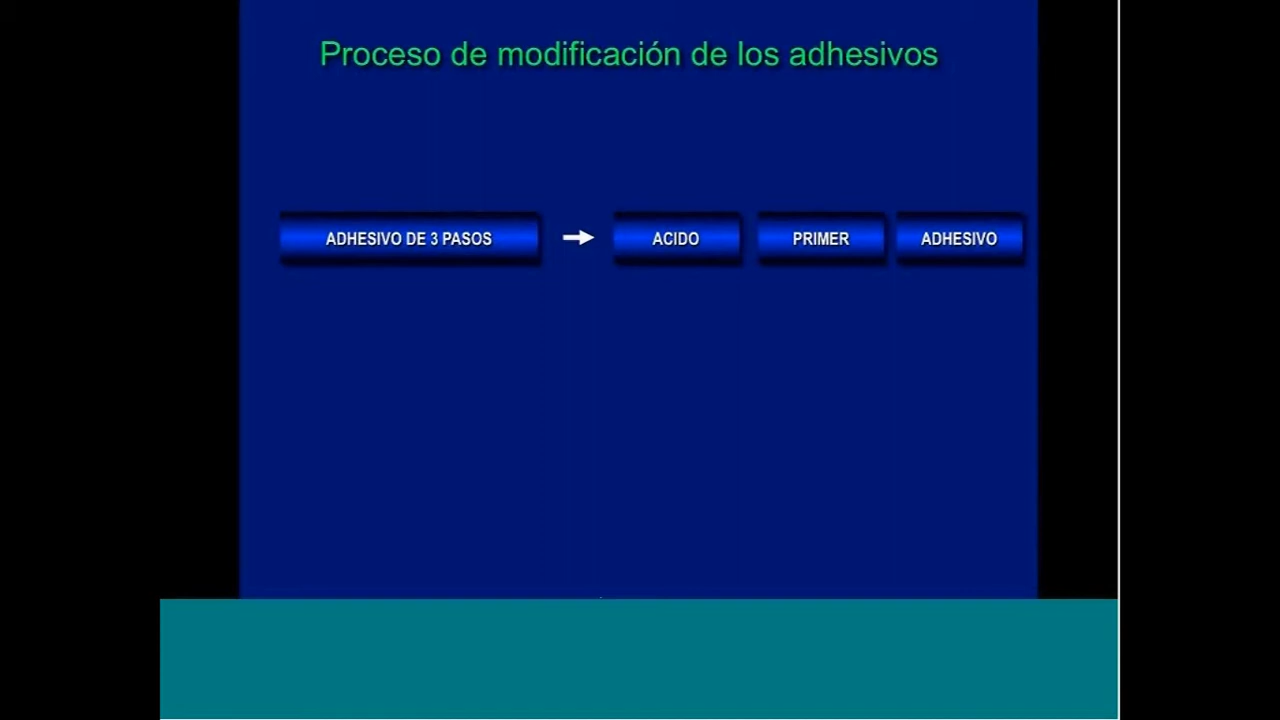 Proceso de modificación de los adhesivos
ADHESIVO DE 3 PASOS ACIDO PRIMER ADHESIVO